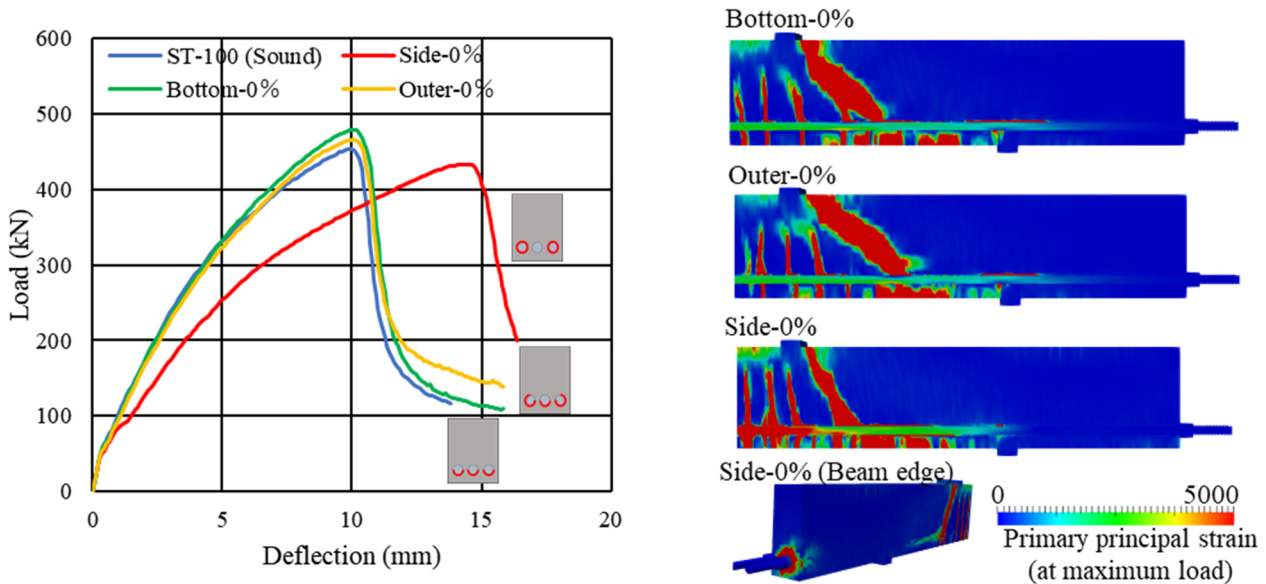 600
500
400
300
200
100
0
Load (kN)
ST-100 (Sound)
Side-0%
Bottom-0%
Outer-0%
0
5
10
15
20
Deflection (mm)
Bottom-0%
Outer-0%
Side-0%
Side-0% (Beam edge)
0
5000
Primary principal strain
(at maximum load)